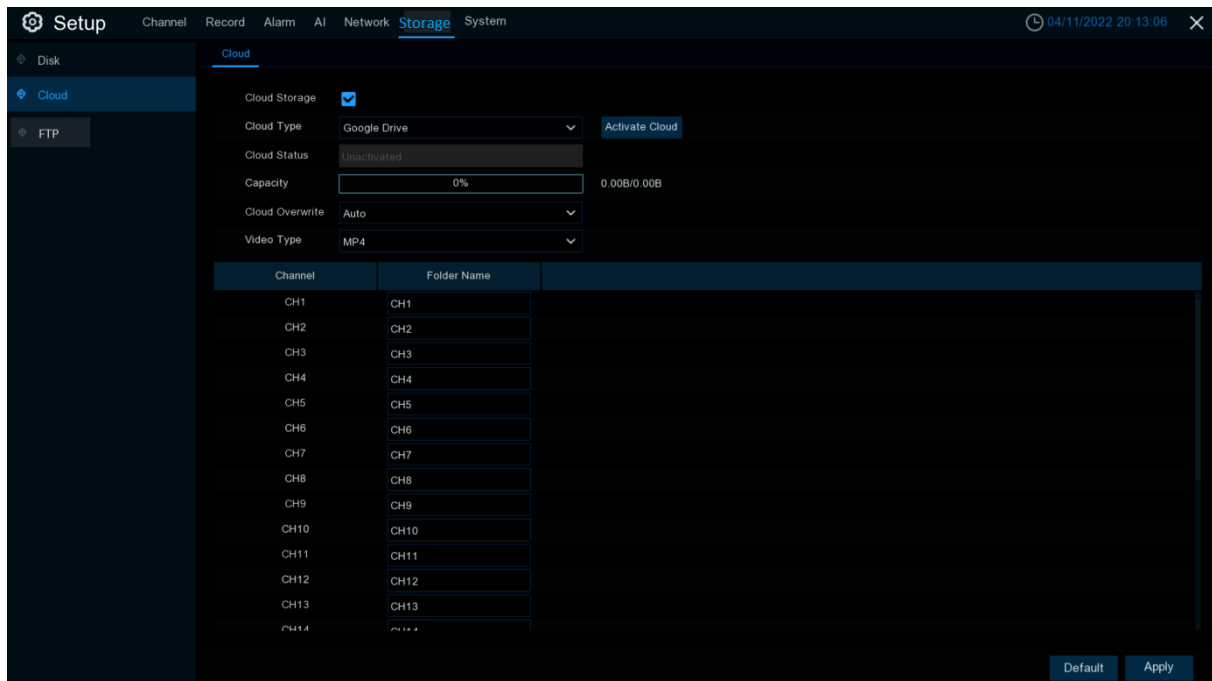 Setup Channel Record Alarm AI Network Storage System 04/11/2022 20:13:06
Disk
Cloud
FTP
Cloud
Cloud Storage
Cloud Type Google Drive Activate Cloud
Cloud Status Unactivated
Capacity 0% 0.00B/0.00B
Cloud Overwrite Auto
Video Type MP4
Channel Folder Name
CH1 CH1
CH2 CH2
CH3 CH3
CH4 CH4
CH5 CH5
CH6 CH6
CH7 CH7
CH8 CH8
CH9 CH9
CH10 CH10
CH11 CH11
CH12 CH12
CH13 CH13
CH14 CH14
Default Apply